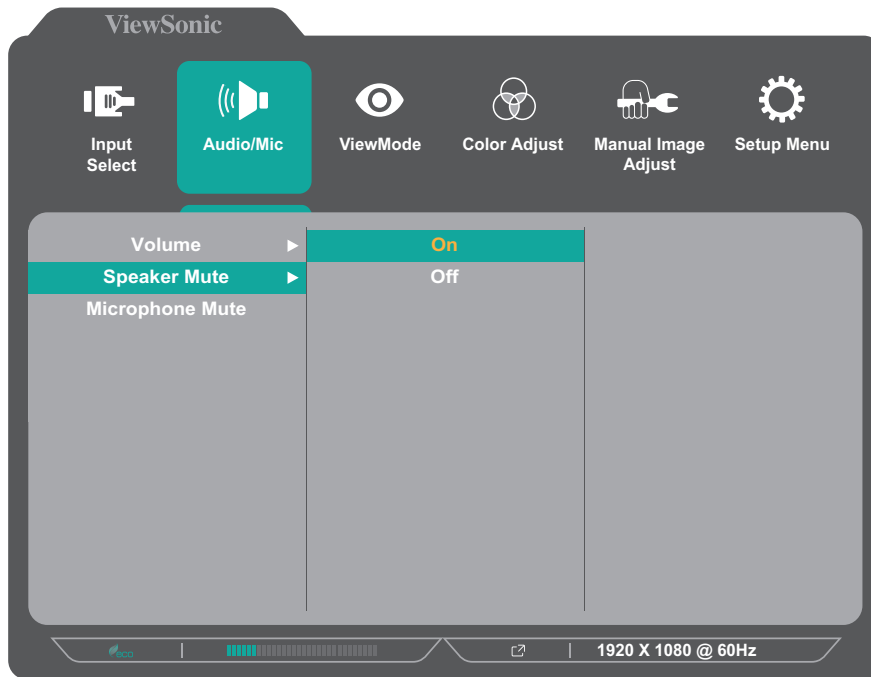 ViewSonic
Input
Select
Audio/Mic
ViewMode
Color Adjust
Manual Image
Adjust
Setup Menu
Volume
On
Speaker Mute
Off
Microphone Mute
eco
1920 X 1080 @ 60Hz